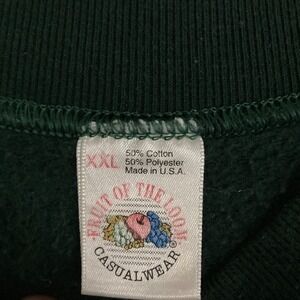 XXL
50% Cotton
50% Polyester
Made in U.S.A.
FRUIT OF THE LOOM
®
CASUALWEAR